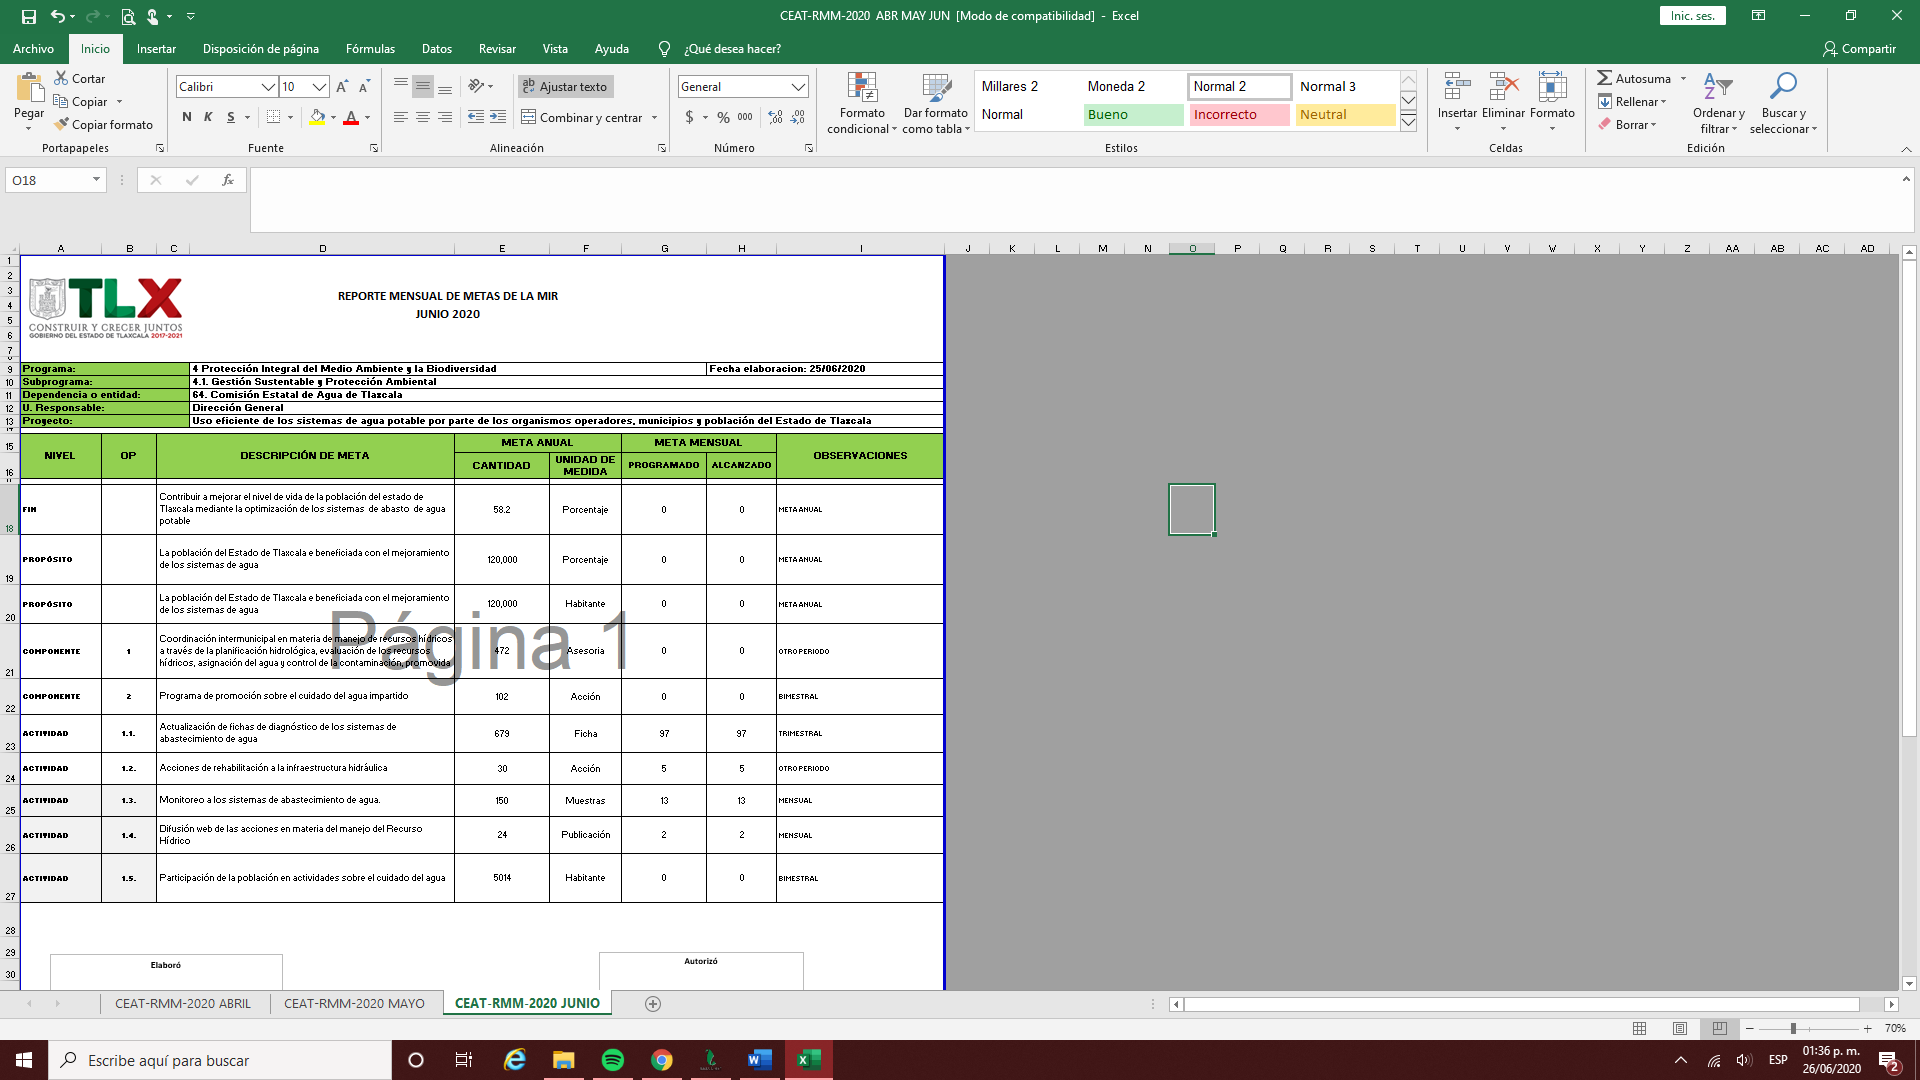 CEAT-RMM-2020  ABR MAY JUN  [Modo de compatibilidad]  -  Excel
Inic. ses.
Archivo Inicio Insertar Disposición de página Fórmulas Datos Revisar Vista Ayuda ¿Qué desea hacer? Compartir
Pegar
Cortar
Copiar
Copiar formato
Portapapeles
Calibri 10
N K S
Fuente
Ajustar texto
Combinar y centrar
Alineación
General
$ % 000
Número
Formato condicional
Dar formato como tabla
Millares 2 Moneda 2 Normal 2 Normal 3
Normal Bueno Incorrecto Neutral
Estilos
Insertar Eliminar Formato
Celdas
Autosuma
Rellenar
Borrar
Ordenar y filtrar
Buscar y seleccionar
Edición
O18
fx
A B C D E F G H I J K L M N O P Q R S T U V W X Y Z AA AB AC AD
TLX
CONSTRUIR Y CRECER JUNTOS
GOBIERNO DEL ESTADO DE TLAXCALA 2017-2021
REPORTE MENSUAL DE METAS DE LA MIR
JUNIO 2020
Programa: 4 Protección Integral del Medio Ambiente y la Biodiversidad Fecha elaboracion: 25/06/2020
Subprograma: 4.1. Gestión Sustentable y Protección Ambiental
Dependencia o entidad: 64. Comisión Estatal de Agua de Tlaxcala
U. Responsable: Dirección General
Proyecto: Uso eficiente de los sistemas de agua potable por parte de los organismos operadores, municipios y población del Estado de Tlaxcala
NIVEL OP DESCRIPCIÓN DE META META ANUAL META MENSUAL OBSERVACIONES
CANTIDAD UNIDAD DE MEDIDA PROGRAMADO ALCANZADO
FIN Contribuir a mejorar el nivel de vida de la población del estado de Tlaxcala mediante la optimización de los sistemas de abasto de agua potable 58.2 Porcentaje 0 0 META ANUAL
PROPÓSITO La población del Estado de Tlaxcala e beneficiada con el mejoramiento de los sistemas de agua 120,000 Porcentaje 0 0 META ANUAL
PROPÓSITO La población del Estado de Tlaxcala e beneficiada con el mejoramiento de los sistemas de agua 120,000 Habitante 0 0 META ANUAL
Página 1
COMPONENTE 1 Coordinación intermunicipal en materia de manejo de recursos hídricos a través de la planificación hidrológica, evaluación de los recursos hídricos, asignación del agua y control de la contaminación, promovida 472 Asesoria 0 0 OTRO PERIODO
COMPONENTE 2 Programa de promoción sobre el cuidado del agua impartido 102 Acción 0 0 BIMESTRAL
ACTIVIDAD 1.1. Actualización de fichas de diagnóstico de los sistemas de abastecimiento de agua 679 Ficha 97 97 TRIMESTRAL
ACTIVIDAD 1.2. Acciones de rehabilitación a la infraestructura hidráulica 30 Acción 5 5 OTRO PERIODO
ACTIVIDAD 1.3. Monitoreo a los sistemas de abastecimiento de agua. 150 Muestras 13 13 MENSUAL
ACTIVIDAD 1.4. Difusión web de las acciones en materia del manejo del Recurso Hídrico 24 Publicación 2 2 MENSUAL
ACTIVIDAD 1.5. Participación de la población en actividades sobre el cuidado del agua 5014 Habitante 0 0 BIMESTRAL
Elaboró Autorizó
CEAT-RMM-2020 ABRIL CEAT-RMM-2020 MAYO CEAT-RMM-2020 JUNIO
70%
Escribe aquí para buscar
ESP
01:36 p. m.
26/06/2020
2